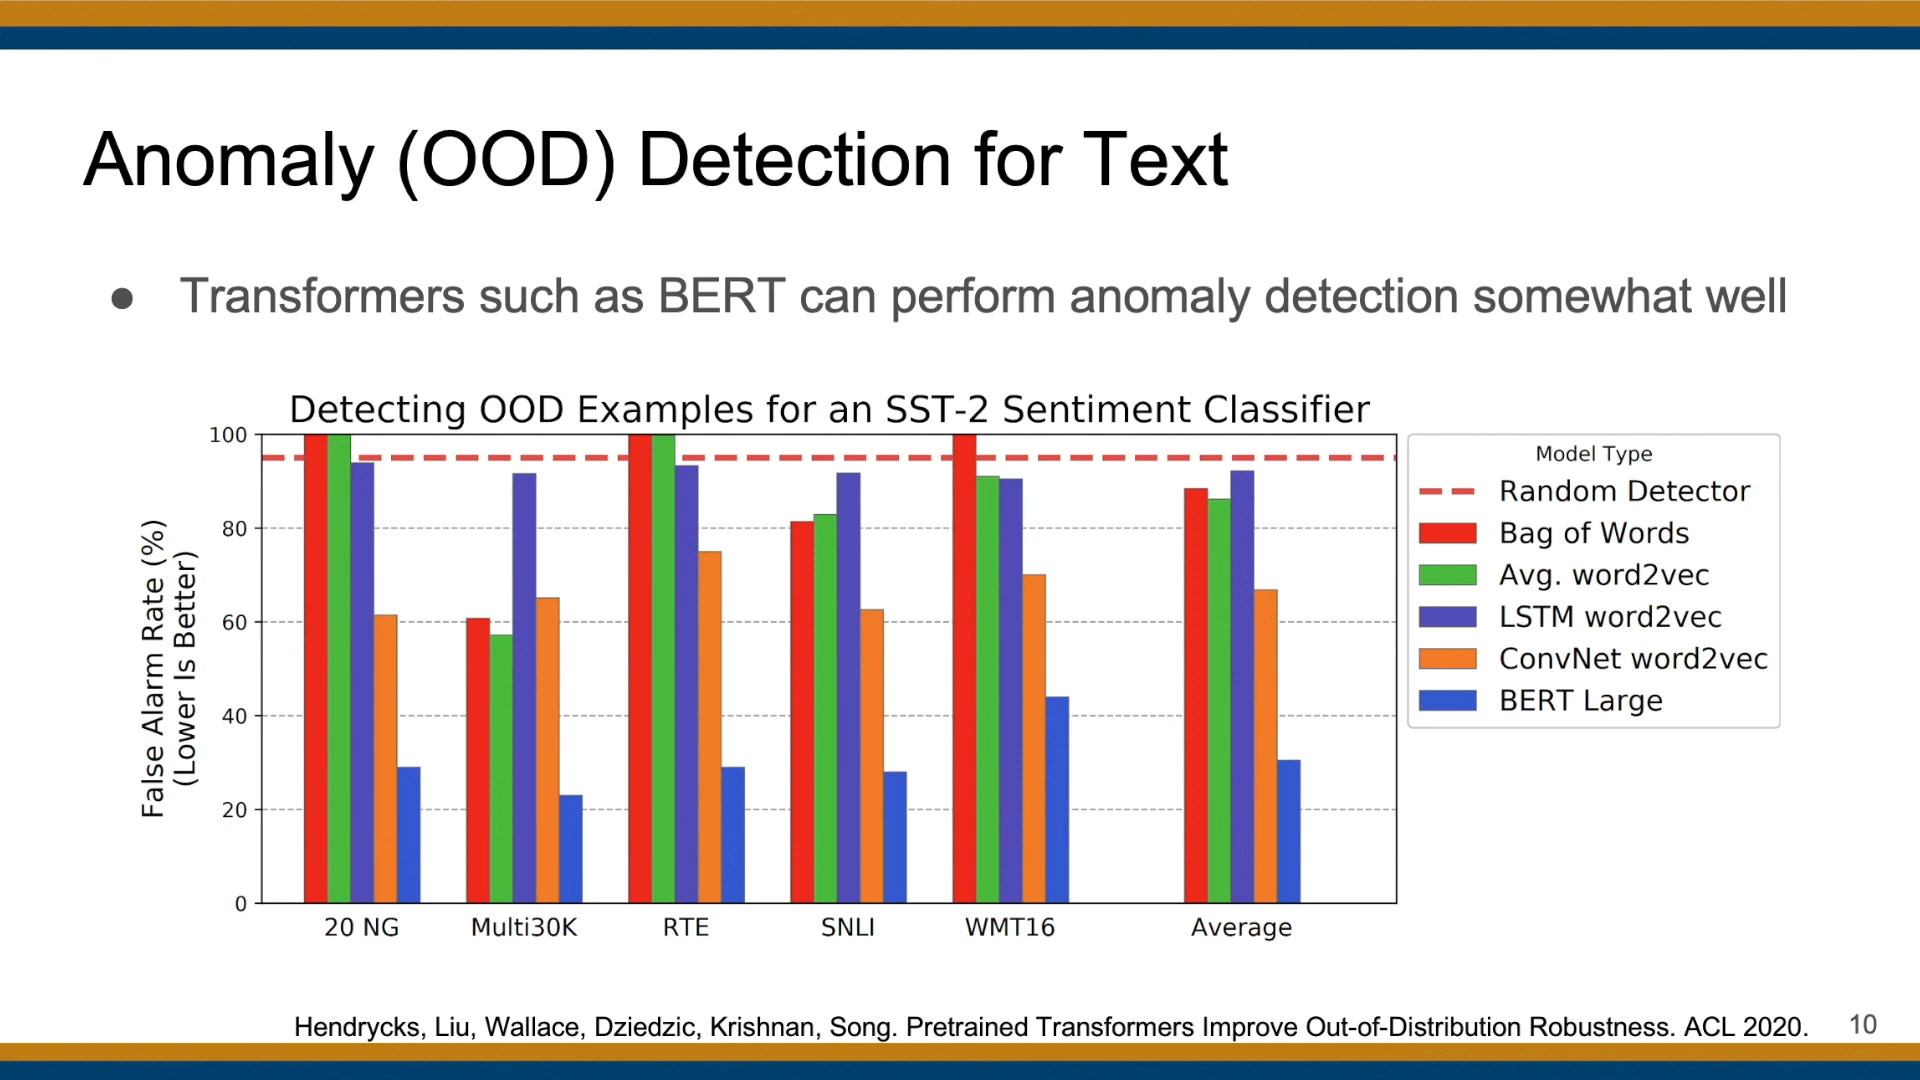 Anomaly (OOD) Detection for Text
● Transformers such as BERT can perform anomaly detection somewhat well
Detecting OOD Examples for an SST-2 Sentiment Classifier
False Alarm Rate (%)
(Lower Is Better)
100
80
60
40
20
0
20 NG
Multi30K
RTE
SNLI
WMT16
Average
Model Type
Random Detector
Bag of Words
Avg. word2vec
LSTM word2vec
ConvNet word2vec
BERT Large
Hendrycks, Liu, Wallace, Dziedzic, Krishnan, Song. Pretrained Transformers Improve Out-of-Distribution Robustness. ACL 2020.
10